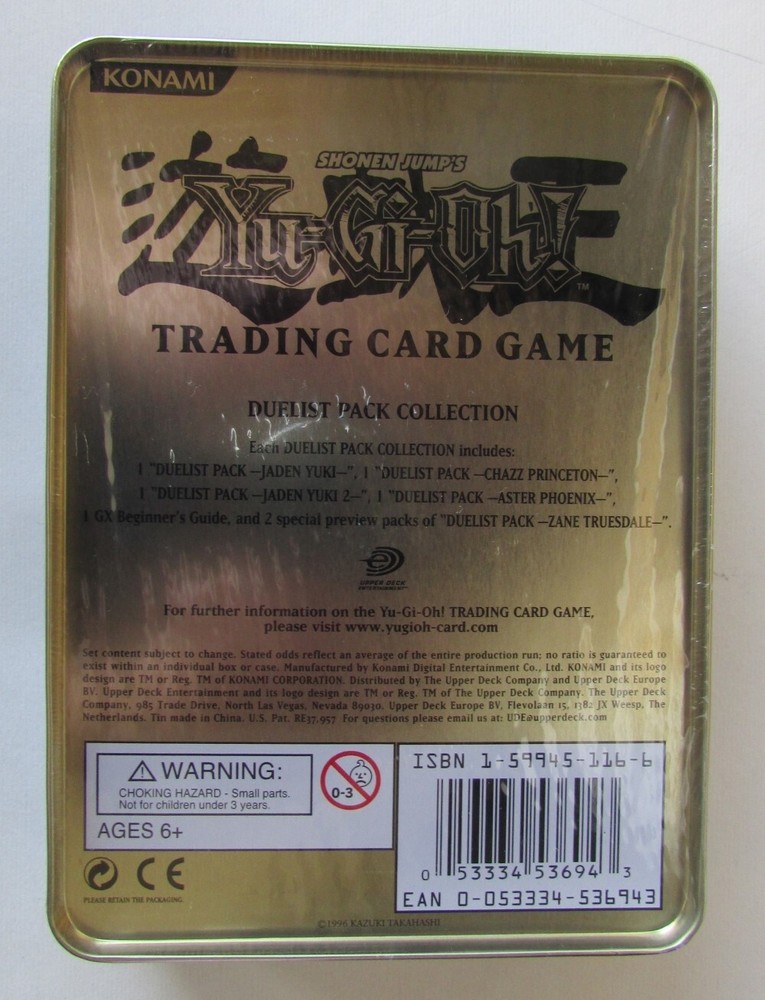 KONAMI
SHONEN JUMP'S
遊戯王
Yu-Gi-Oh!
TM
TRADING CARD GAME
DUELIST PACK COLLECTION
Each DUELIST PACK COLLECTION includes:
1 "DUELIST PACK —JADEN YUKI—", 1 "DUELIST PACK —CHAZZ PRINCETON—",
1 "DUELIST PACK —JADEN YUKI 2—", 1 "DUELIST PACK —ASTER PHOENIX—",
1 GX Beginner's Guide, and 2 special preview packs of "DUELIST PACK —ZANE TRUESDALE—".
UPPER DECK
ENTERTAINMENT
For further information on the Yu-Gi-Oh! TRADING CARD GAME,
please visit www.yugioh-card.com
Set content subject to change. Stated odds reflect an average of the entire production run; no ratio is guaranteed to
exist within an individual box or case. Manufactured by Konami Digital Entertainment Co., Ltd. KONAMI and its logo
design are TM or Reg. TM of KONAMI CORPORATION. Distributed by The Upper Deck Company and Upper Deck Europe
BV. Upper Deck Entertainment and its logo design are TM or Reg. TM of The Upper Deck Company. The Upper Deck
Company, 985 Trade Drive, North Las Vegas, Nevada 89030. Upper Deck Europe BV, Flevolaan 15, 1382 JX Weesp, The
Netherlands. Tin made in China. U.S. Pat. RE37,957 For questions please email us at: UDE@upperdeck.com
⚠ WARNING:
CHOKING HAZARD - Small parts.
Not for children under 3 years.
0-3
AGES 6+
ISBN 1-59945-116-6
0 53334 53694 3
EAN 0-053334-536943
CE
PLEASE RETAIN THE PACKAGING
©1996 KAZUKI TAKAHASHI